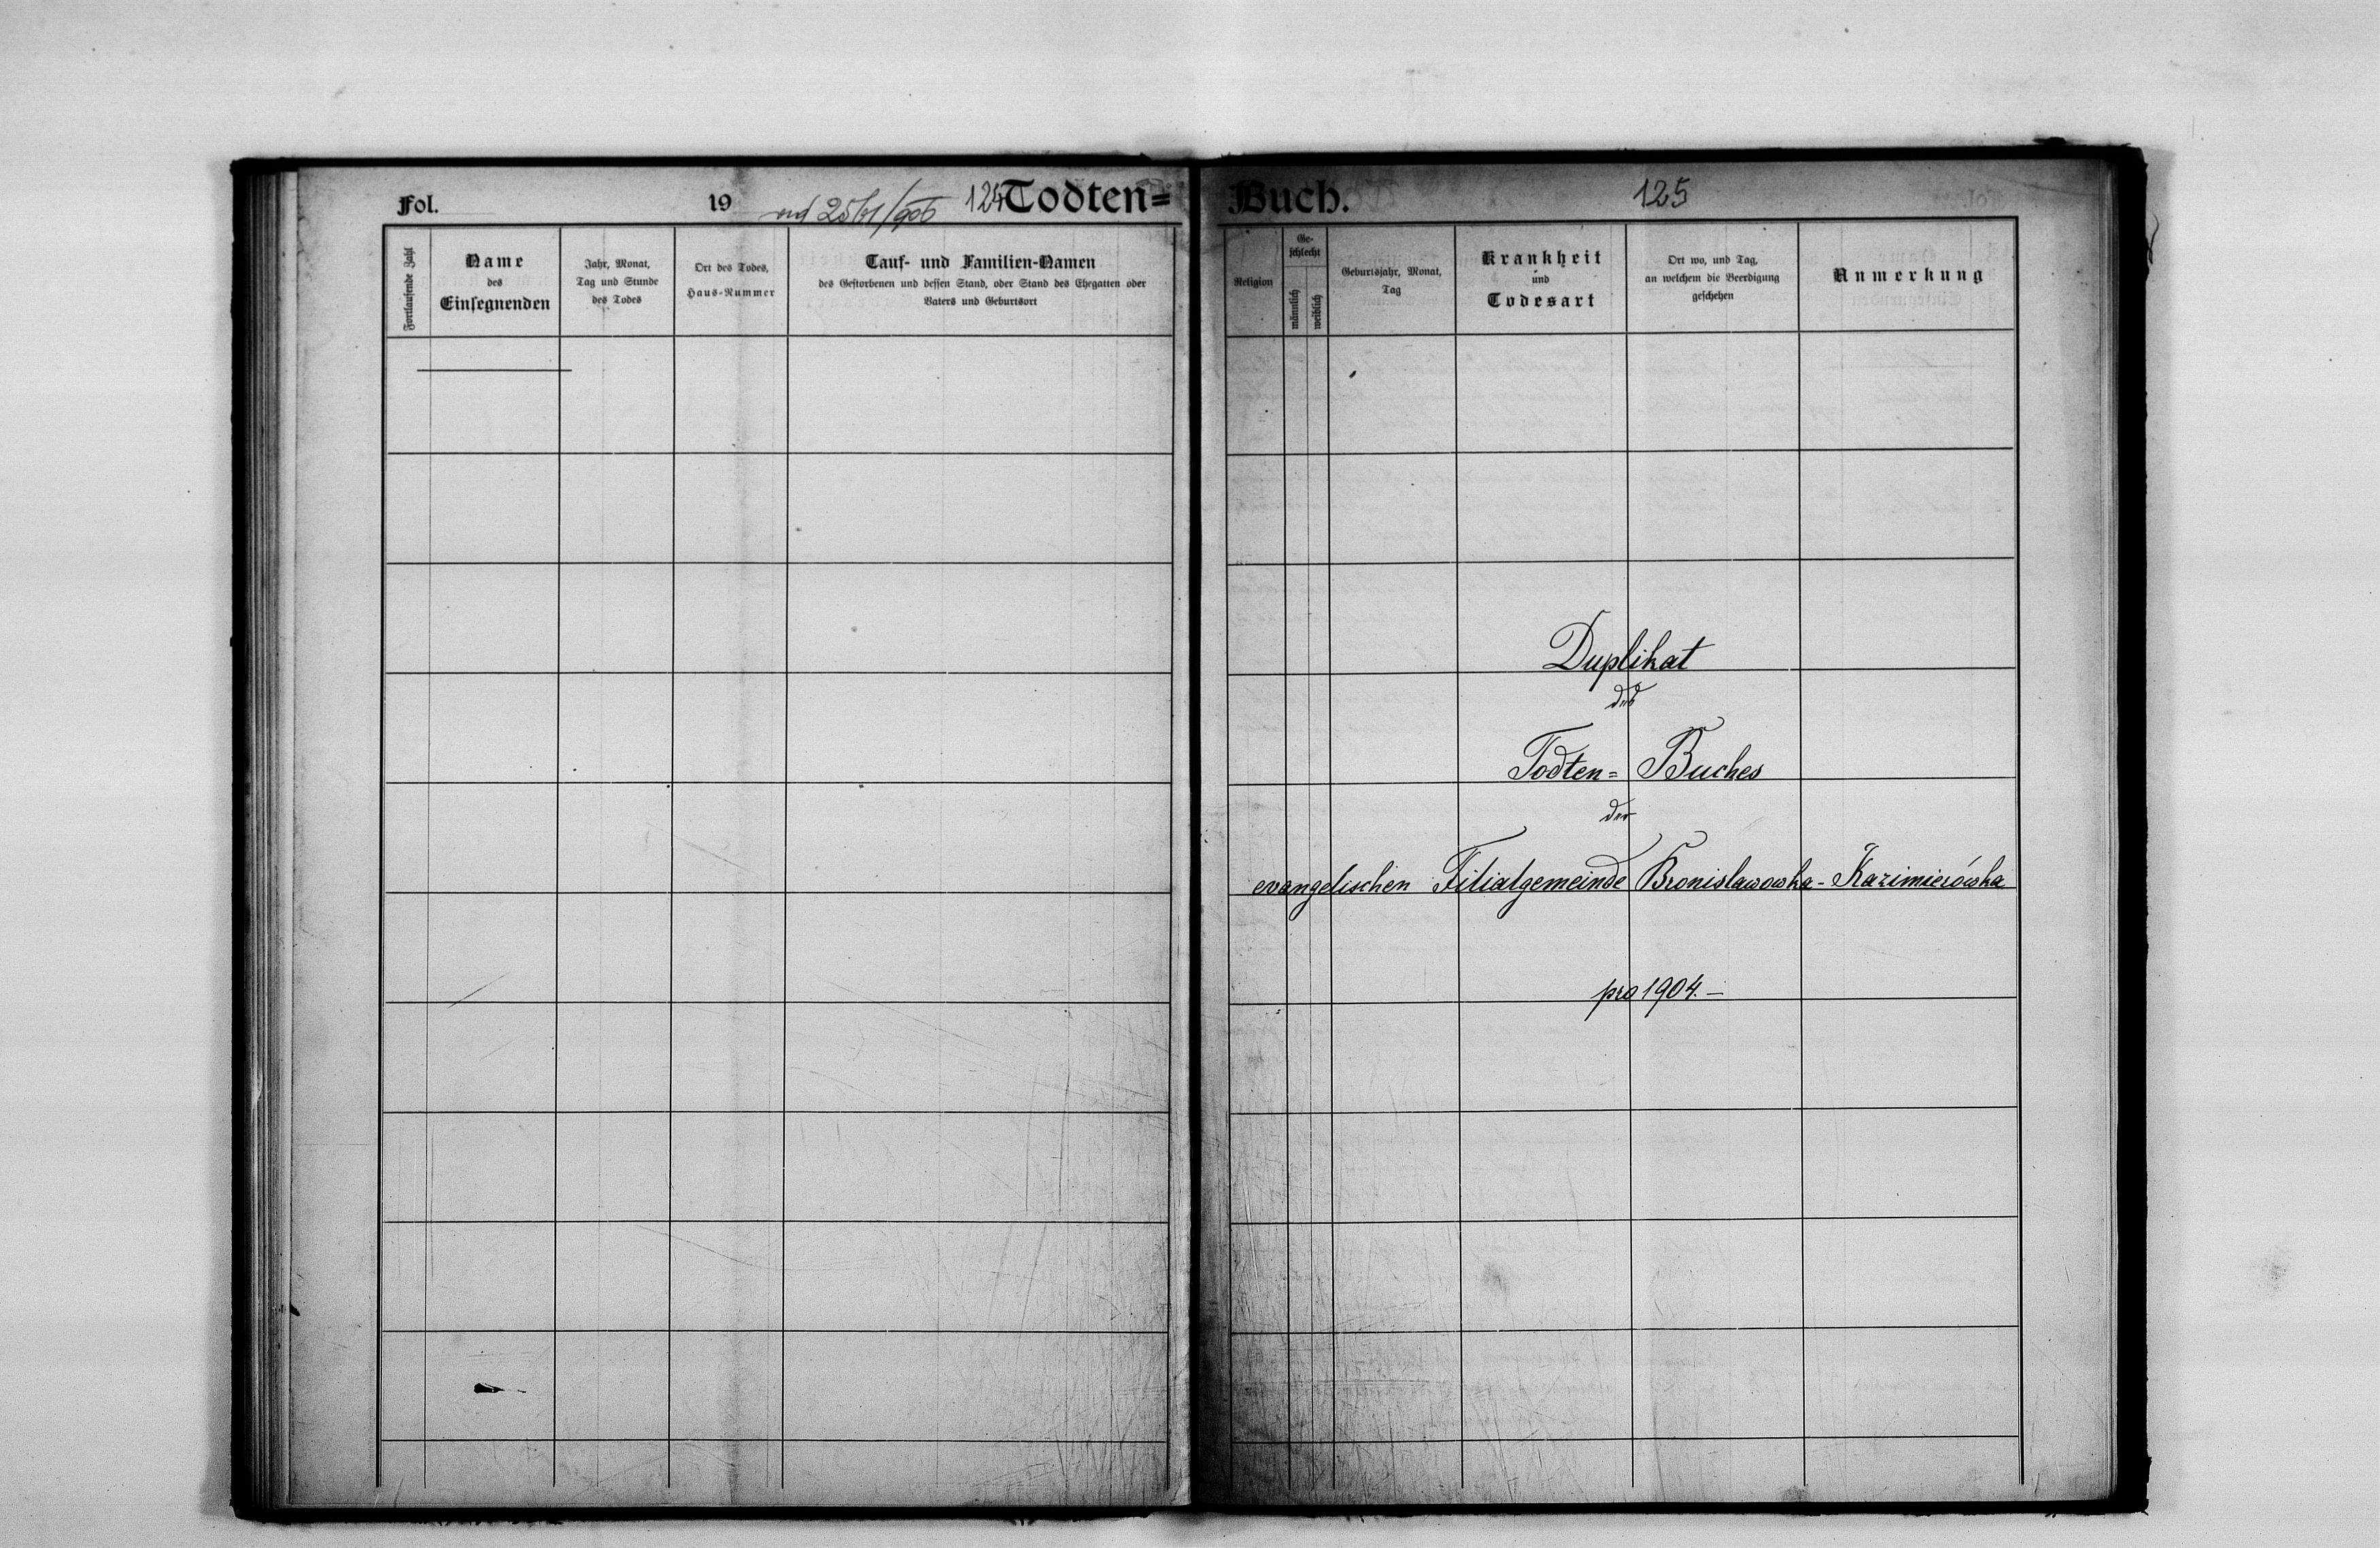 Fol.
19
124
Todten=
Fortlaufende Zahl
Name
des
Einsegnenden
Jahr, Monat,
Tag und Stunde
des Todes
Ort des Todes,
Haus-Nummer
Tauf- und Familien-Namen
des Gestorbenen und dessen Stand, oder Stand des Ehegatten oder
Vaters und Geburtsort
Buch.
125
Religion
Ge-
schlecht
männlich
weiblich
Geburtsjahr, Monat,
Tag
Krankheit
und
Todesart
Ort wo, und Tag,
an welchem die Beerdigung
geschehen
Anmerkung
Duplikat
des
Todten= Buches
der
evangelischen Filialgemeinde Bronislawowka - Kazimierówka
pro 1904. –